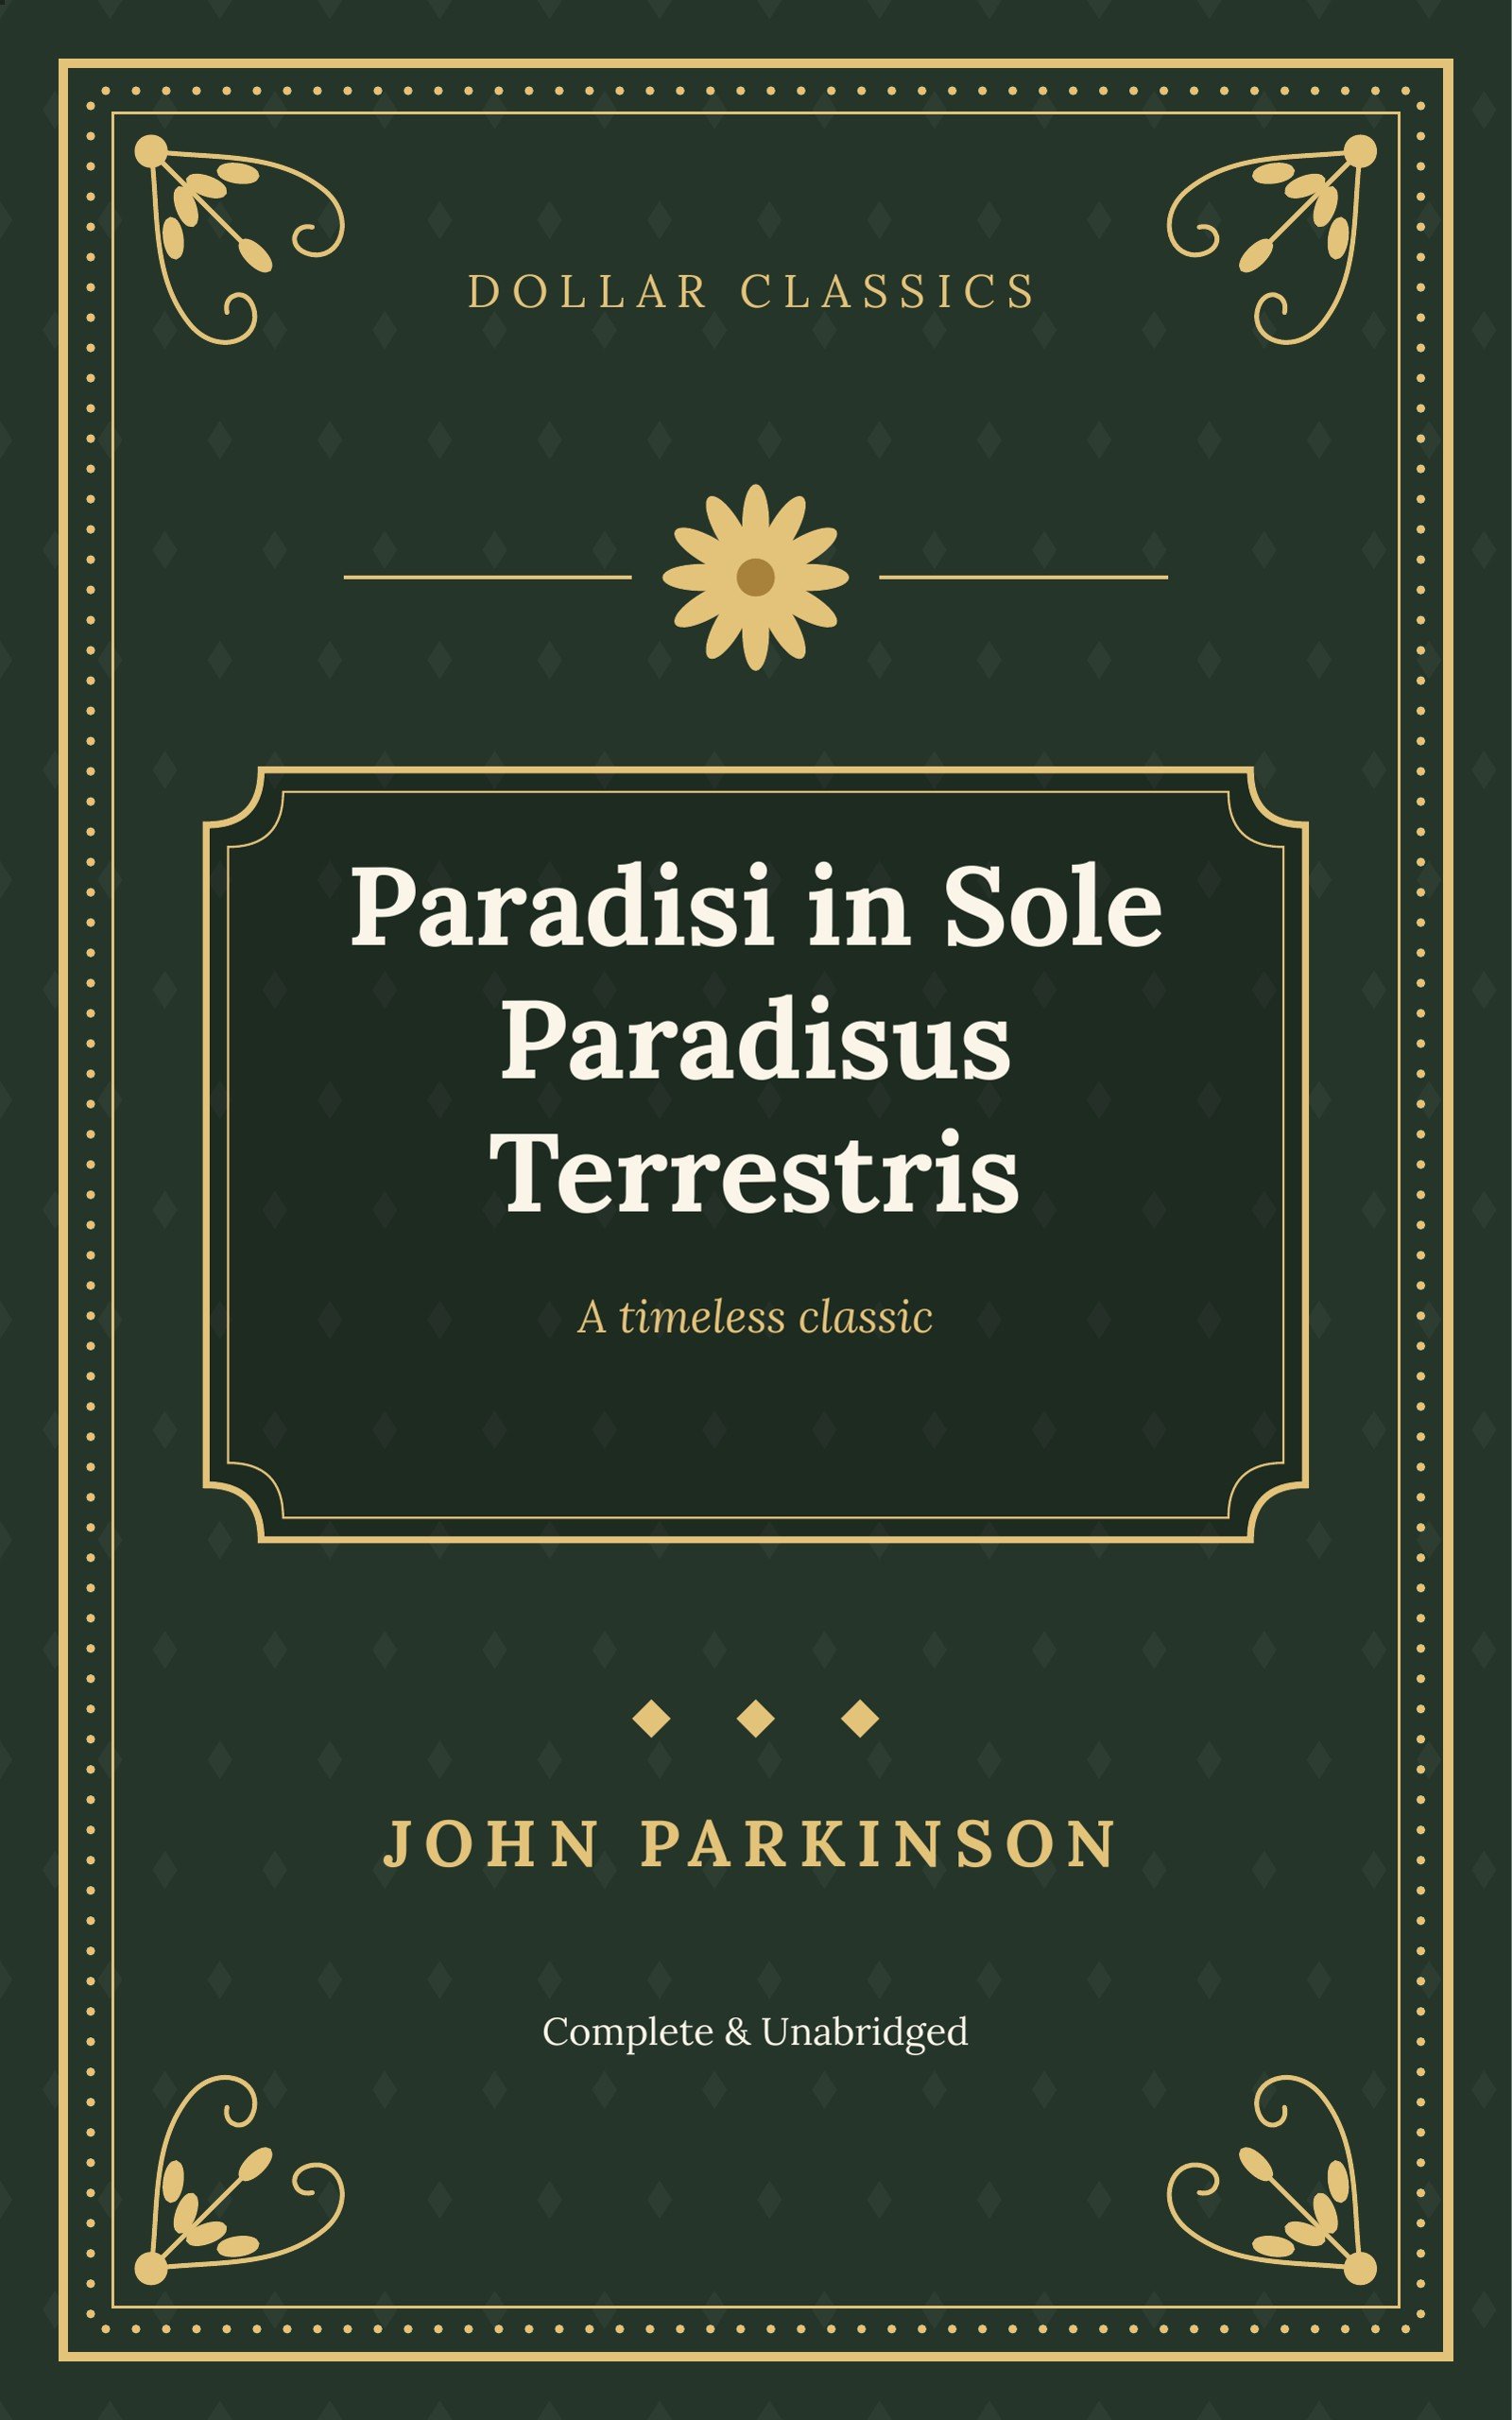 DOLLAR CLASSICS
Paradisi in Sole
Paradisus
Terrestris
A timeless classic
JOHN PARKINSON
Complete & Unabridged